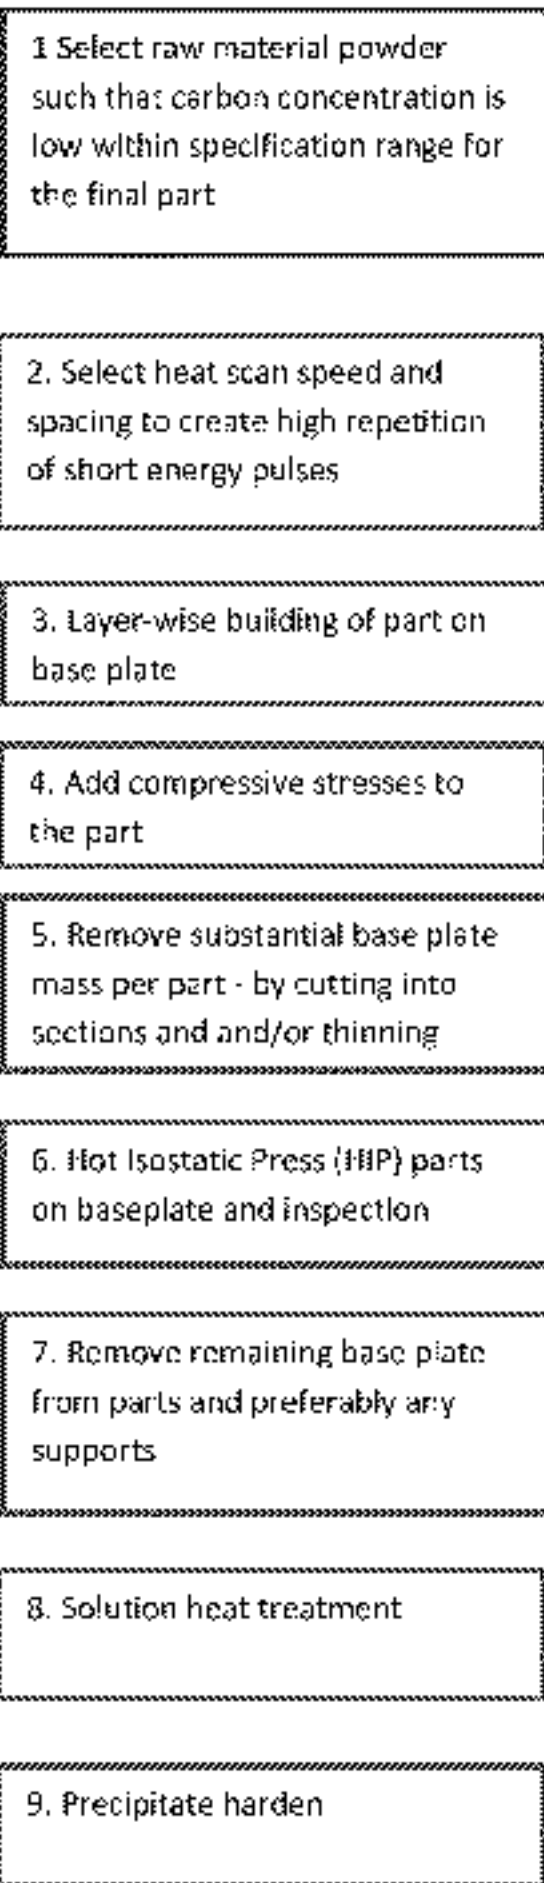 1 Select raw material powder
such that carbon concentration is
low within specification range for
the final part
2. Select heat scan speed and
spacing to create high repetition
of short energy pulses
3. Layer-wise building of part on
base plate
4. Add compressive stresses to
the part
5. Remove substantial base plate
mass per part - by cutting into
sections and and/or thinning
6. Hot Isostatic Press (HIP) parts
on baseplate and inspection
7. Remove remaining base plate
from parts and preferably any
supports
8. Solution heat treatment
9. Precipitate harden